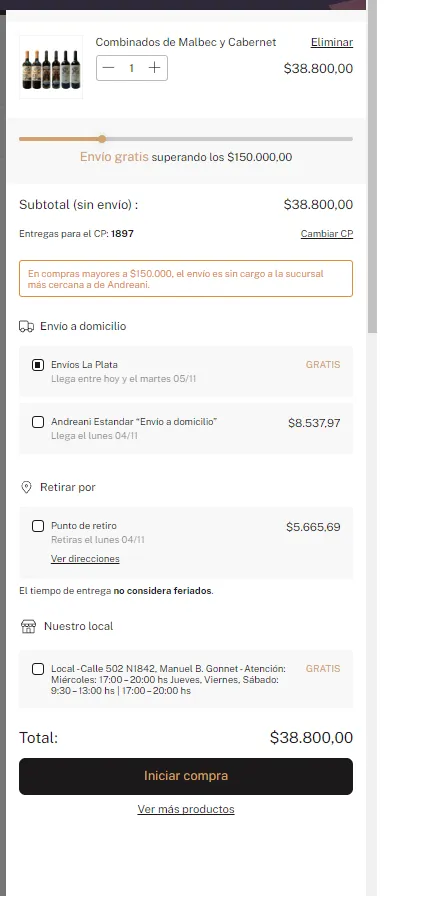 Combinados de Malbec y Cabernet
Eliminar
1
$38.800,00
Envío gratis superando los $150.000,00
Subtotal (sin envío) :
$38.800,00
Entregas para el CP: 1897
Cambiar CP
En compras mayores a $150.000, el envío es sin cargo a la sucursal
más cercana a de Andreani.
Envío a domicilio
Envíos La Plata
GRATIS
Llega entre hoy y el martes 05/11
Andreani Estandar “Envio a domicilio”
$8.537,97
Llega el lunes 04/11
Retirar por
Punto de retiro
$5.665,69
Retiras el lunes 04/11
Ver direcciones
El tiempo de entrega no considera feriados.
Nuestro local
Local - Calle 502 N1842, Manuel B. Gonnet - Atención:
GRATIS
Miércoles: 17:00 – 20:00 hs Jueves, Viernes, Sábado:
9:30 – 13:00 hs | 17:00 – 20:00 hs
Total:
$38.800,00
Iniciar compra
Ver más productos